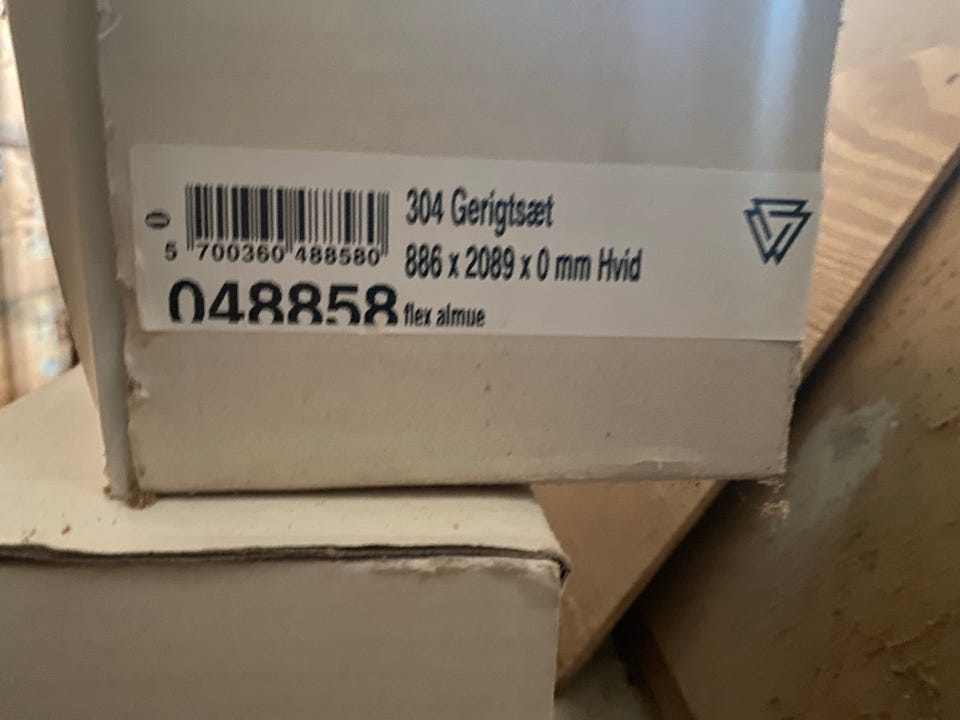 304 Gerigtsæt
5 700360 488580
886 x 2089 x 0 mm Hvid
048858 flex almue